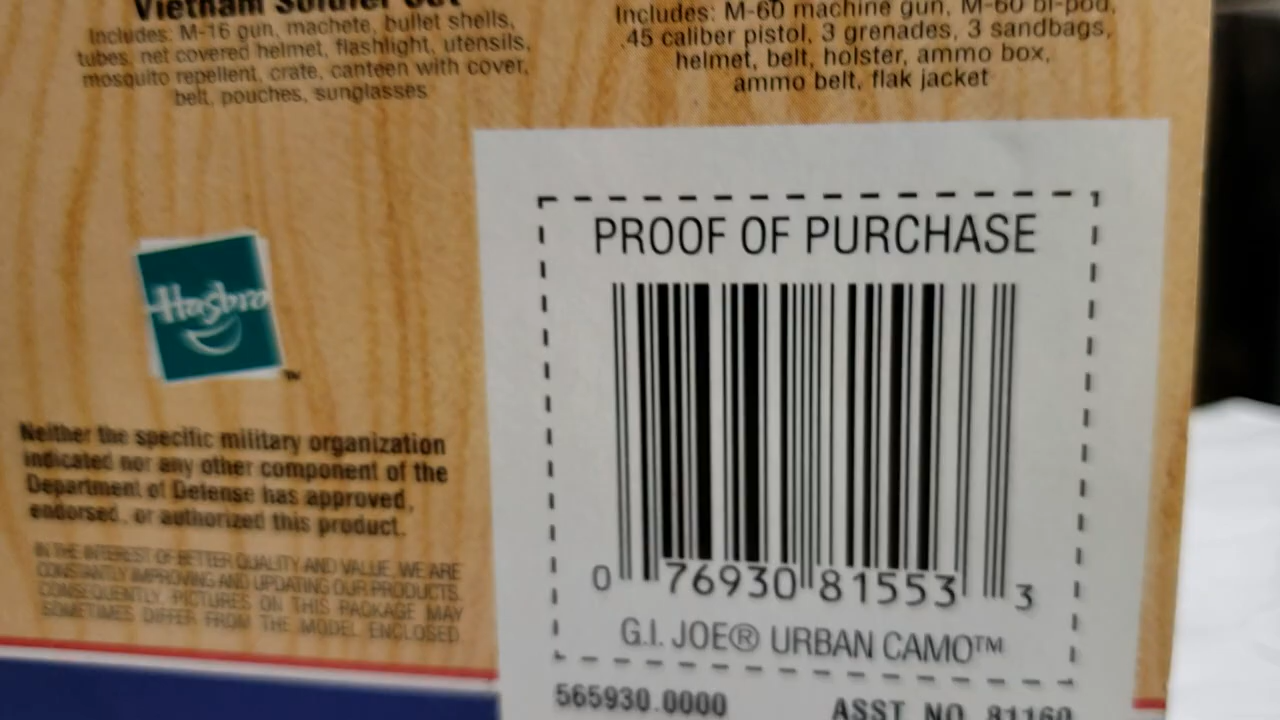 Vietnam Soldier Set
Includes: M-16 gun, machete, bullet shells,
tubes, net covered helmet, flashlight, utensils,
mosquito repellent, crate, canteen with cover,
belt, pouches, sunglasses
Includes: M-60 machine gun, M-60 bi-pod,
.45 caliber pistol, 3 grenades, 3 sandbags,
helmet, belt, holster, ammo box,
ammo belt, flak jacket
Hasbro
TM
Neither the specific military organization
indicated nor any other component of the
Department of Defense has approved,
endorsed, or authorized this product.
IN THE INTEREST OF BETTER QUALITY AND VALUE, WE ARE
CONSTANTLY IMPROVING AND UPDATING OUR PRODUCTS.
CONSEQUENTLY, PICTURES ON THIS PACKAGE MAY
SOMETIMES DIFFER FROM THE MODEL ENCLOSED.
PROOF OF PURCHASE
0 76930 81553 3
G.I. JOE® URBAN CAMO™
565930.0000 ASST. NO. 81160